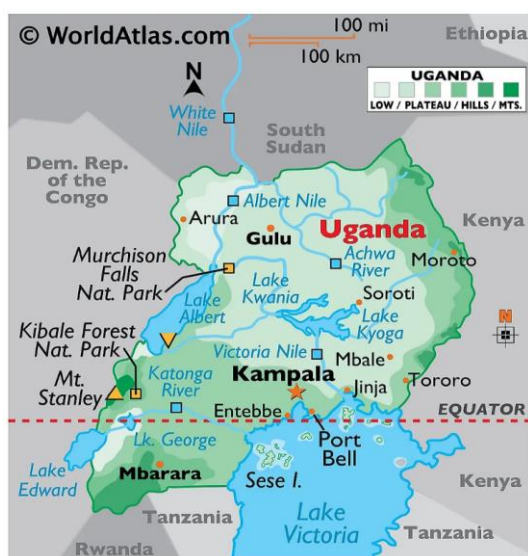 © WorldAtlas.com
100 mi
100 km
Ethiopia
N
UGANDA
LOW / PLATEAU / HILLS / MTS.
White
Nile
South
Sudan
Dem. Rep.
of the
Congo
Albert Nile
Arura
Uganda
Kenya
Gulu
Murchison
Falls
Nat. Park
Achwa
River
Moroto
Lake
Albert
Lake
Kwania
Soroti
N
Kibale Forest
Nat. Park
Lake
Kyoga
Victoria Nile
Mbale
Mt.
Stanley
Katonga
River
Kampala
Jinja
Tororo
Entebbe
EQUATOR
Lk. George
Port
Bell
Lake
Edward
Mbarara
Sese I.
Kenya
Tanzania
Lake
Victoria
Tanzania
Rwanda